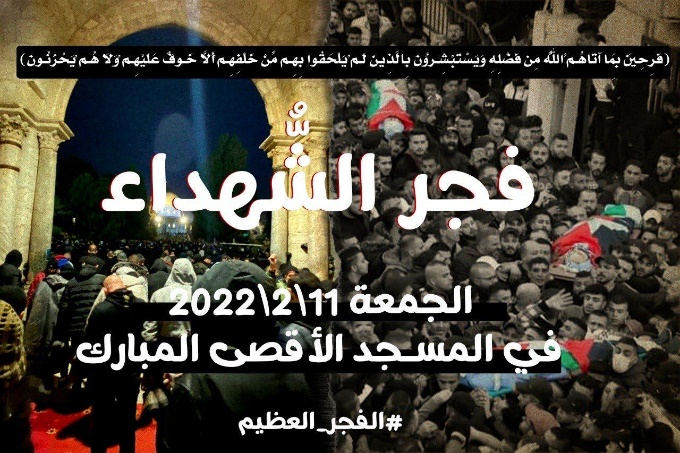 (فَرِحِينَ بِمَا آتَاهُمُ اللَّهُ مِن فَضْلِهِ وَيَسْتَبْشِرُونَ بِالَّذِينَ لَمْ يَلْحَقُوا بِهِم مِّنْ خَلْفِهِمْ أَلَّا خَوْفٌ عَلَيْهِمْ وَلَا هُمْ يَحْزَنُونَ)
فجر الشُّهداء
الجمعة 11\2\2022
في المسجد الأقصى المبارك
#الفجر_العظيم